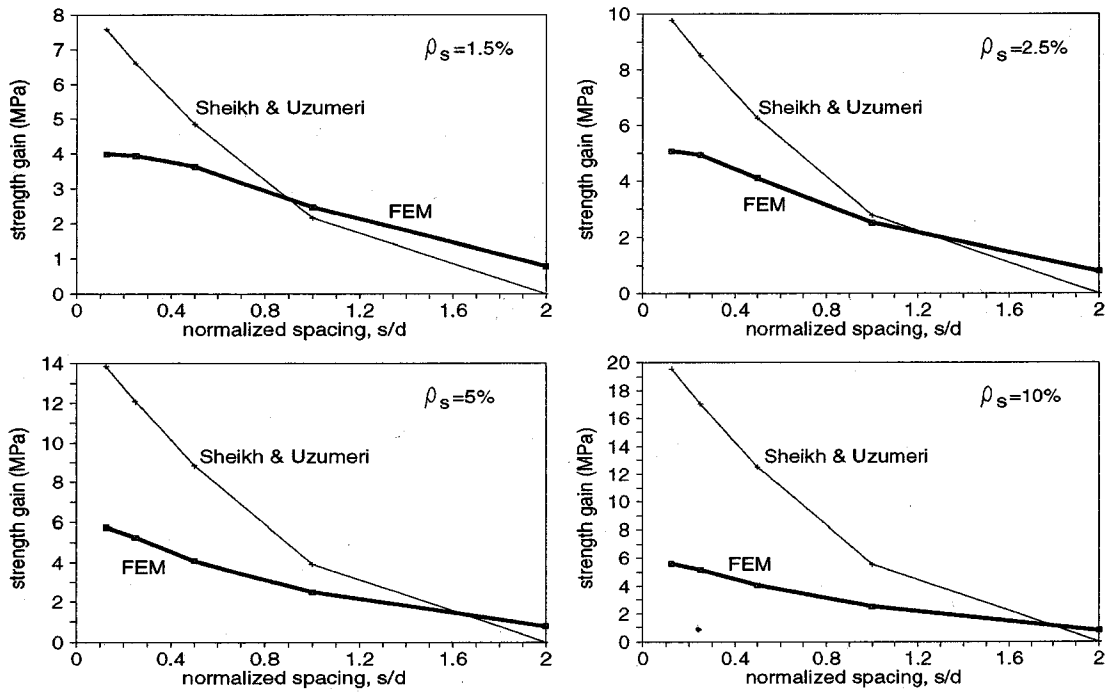 strength gain (MPa)
8
7
6
5
4
3
2
1
0
ρs=1.5%
Sheikh & Uzumeri
FEM
0 0.4 0.8 1.2 1.6 2
normalized spacing, s/d
strength gain (MPa)
10
8
6
4
2
0
ρs=2.5%
Sheikh & Uzumeri
FEM
0 0.4 0.8 1.2 1.6 2
normalized spacing, s/d
strength gain (MPa)
14
12
10
8
6
4
2
0
ρs=5%
Sheikh & Uzumeri
FEM
0 0.4 0.8 1.2 1.6 2
normalized spacing, s/d
strength gain (MPa)
20
18
16
14
12
10
8
6
4
2
0
ρs=10%
Sheikh & Uzumeri
FEM
0 0.4 0.8 1.2 1.6 2
normalized spacing, s/d